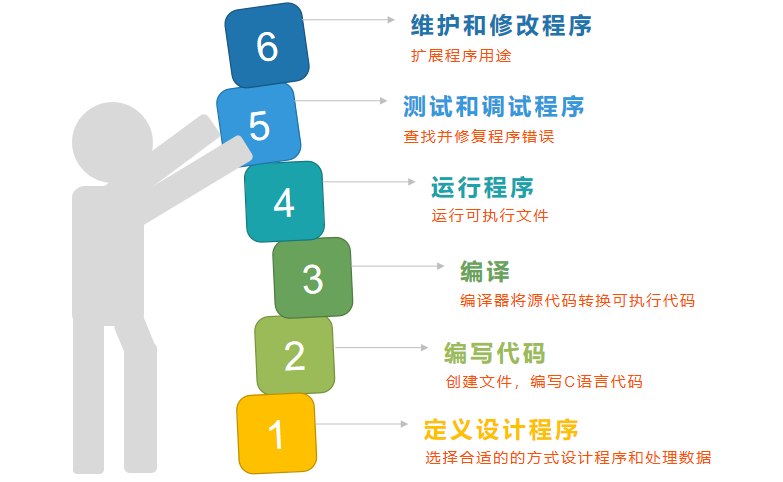 6
维护和修改程序
扩展程序用途
5
测试和调试程序
查找并修复程序错误
4
运行程序
运行可执行文件
3
编译
编译器将源代码转换可执行代码
2
编写代码
创建文件，编写C语言代码
1
定义设计程序
选择合适的的方式设计程序和处理数据